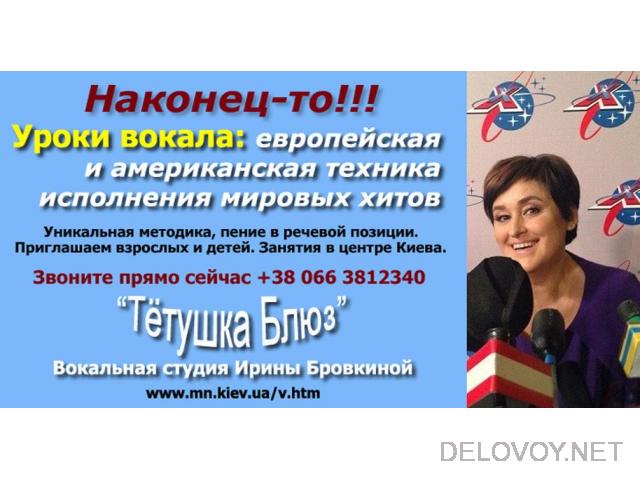 Наконец-то!!!
Уроки вокала: европейская
и американская техника
исполнения мировых хитов
Уникальная методика, пение в речевой позиции.
Приглашаем взрослых и детей. Занятия в центре Киева.
Звоните прямо сейчас +38 066 3812340
“Тётушка Блюз”
Вокальная студия Ирины Бровкиной
www.mn.kiev.ua/v.htm
DELOVOY.NET